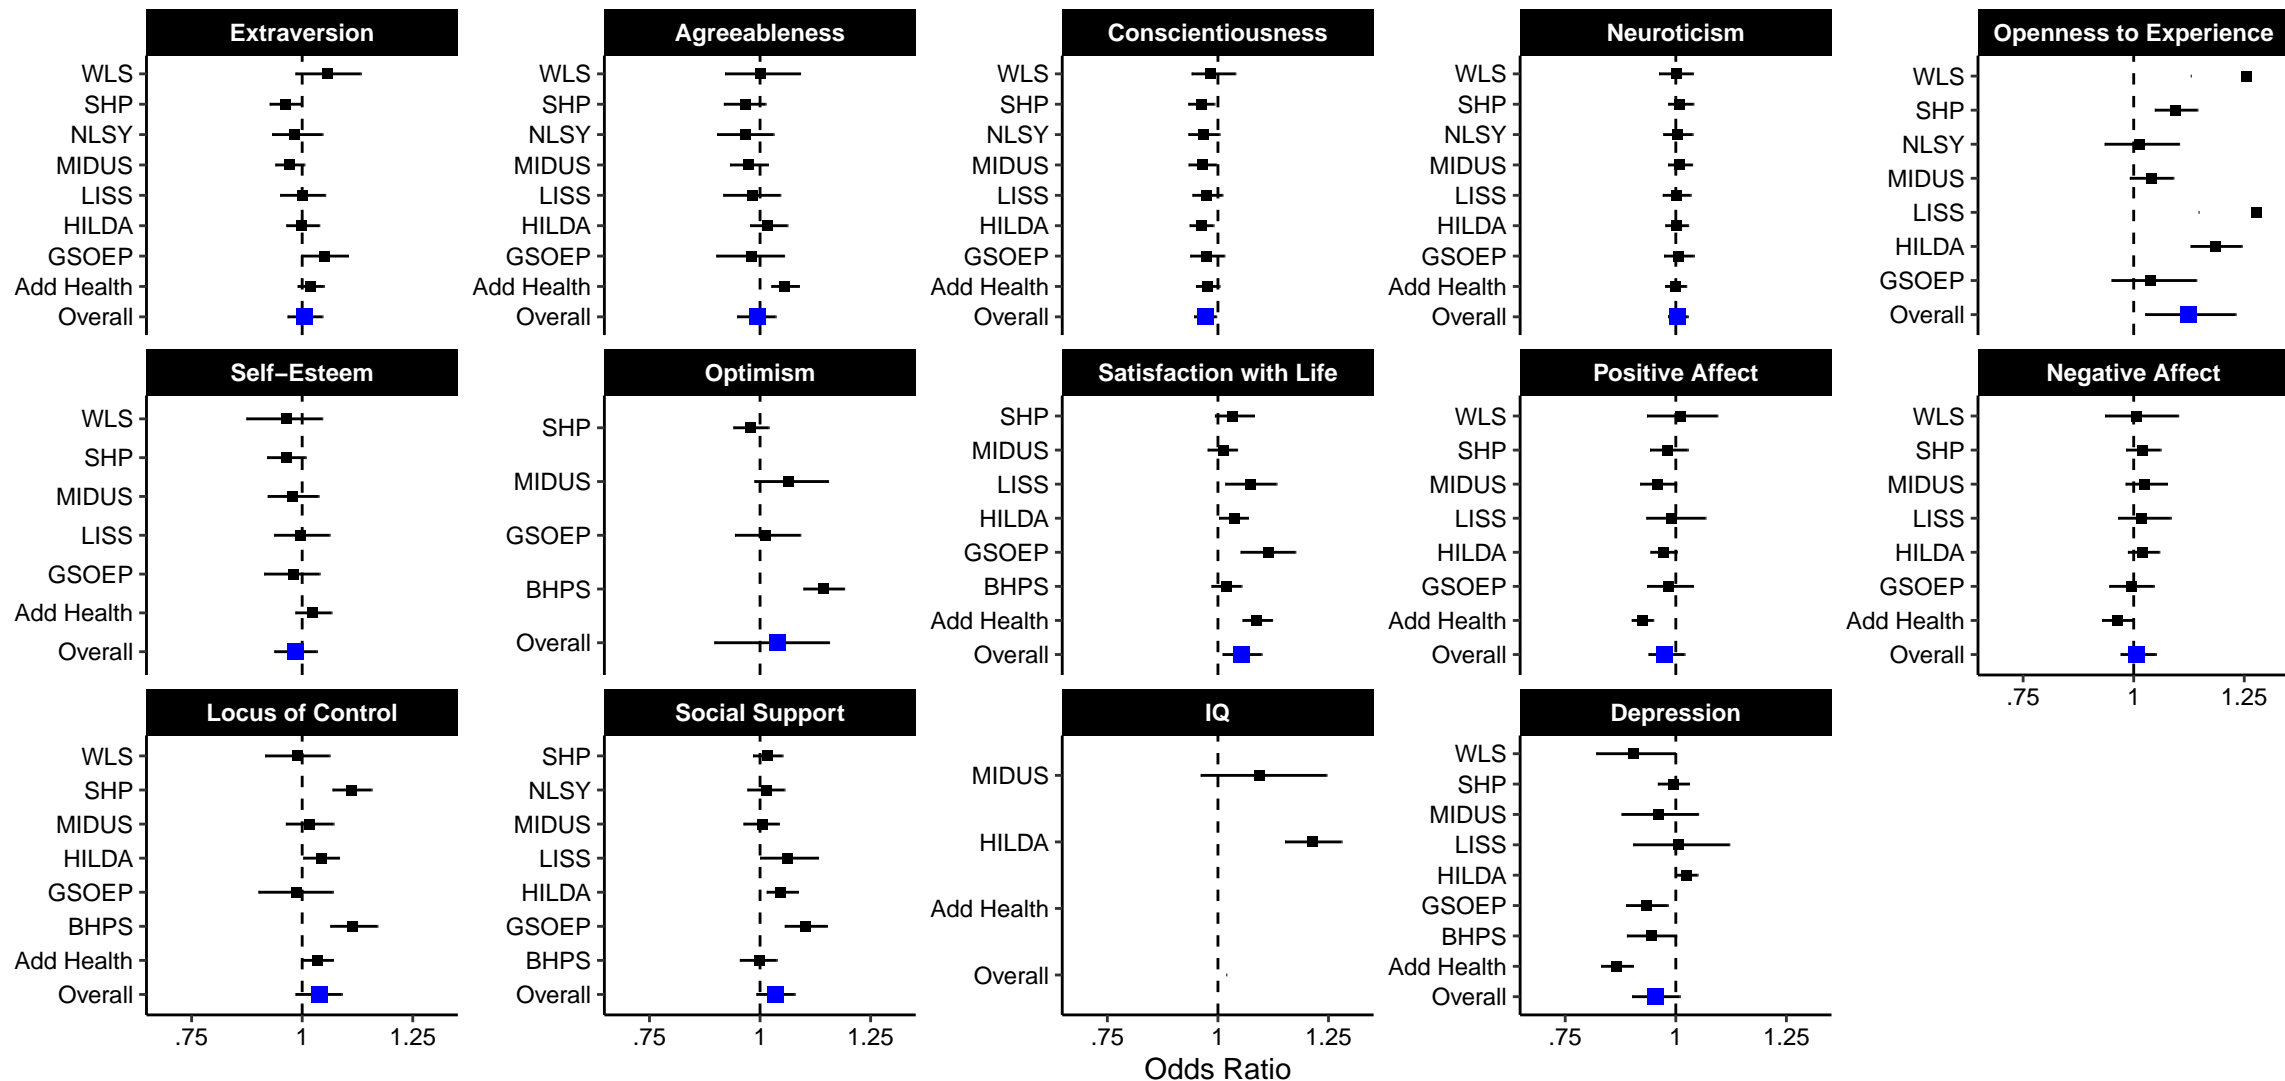 Extraversion
WLS
SHP
NLSY
MIDUS
LISS
HILDA
GSOEP
Add Health
Overall
Agreeableness
WLS
SHP
NLSY
MIDUS
LISS
HILDA
GSOEP
Add Health
Overall
Conscientiousness
WLS
SHP
NLSY
MIDUS
LISS
HILDA
GSOEP
Add Health
Overall
Neuroticism
WLS
SHP
NLSY
MIDUS
LISS
HILDA
GSOEP
Add Health
Overall
Openness to Experience
WLS
SHP
NLSY
MIDUS
LISS
HILDA
GSOEP
Overall
Self−Esteem
WLS
SHP
MIDUS
LISS
GSOEP
Add Health
Overall
Optimism
SHP
MIDUS
GSOEP
BHPS
Overall
Satisfaction with Life
SHP
MIDUS
LISS
HILDA
GSOEP
BHPS
Add Health
Overall
Positive Affect
WLS
SHP
MIDUS
LISS
HILDA
GSOEP
Add Health
Overall
Negative Affect
WLS
SHP
MIDUS
LISS
HILDA
GSOEP
Add Health
Overall
.75 1 1.25
Locus of Control
WLS
SHP
MIDUS
HILDA
GSOEP
BHPS
Add Health
Overall
.75 1 1.25
Social Support
SHP
NLSY
MIDUS
LISS
HILDA
GSOEP
BHPS
Overall
.75 1 1.25
IQ
MIDUS
HILDA
Add Health
Overall
.75 1 1.25
Depression
WLS
SHP
MIDUS
LISS
HILDA
GSOEP
BHPS
Add Health
Overall
.75 1 1.25
Odds Ratio